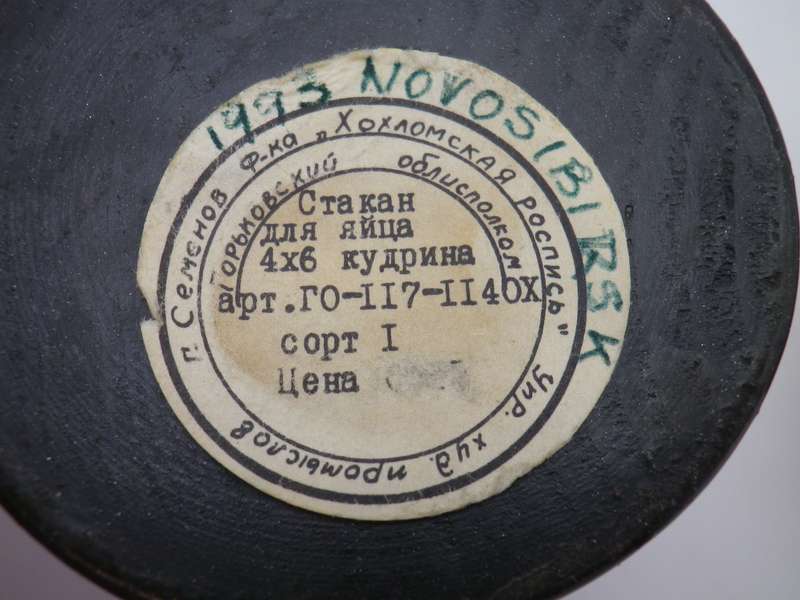 1993 NOVOSIBIRSK
г. Семенов ф-ка „Хохломская роспись" Упр. худ. промыслов
Горьковский облисполком
Стакан
для яйца
4х6 кудрина
арт.ГО-II7-II40Х
сорт I
Цена